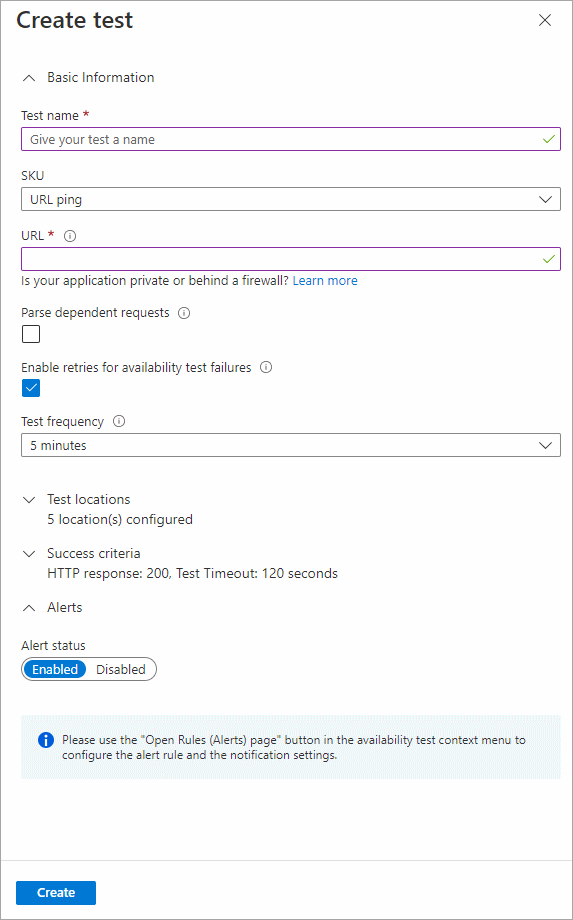 Create test
Basic Information
Test name *
Give your test a name
SKU
URL ping
URL *
Is your application private or behind a firewall? Learn more
Parse dependent requests
Enable retries for availability test failures
Test frequency
5 minutes
Test locations
5 location(s) configured
Success criteria
HTTP response: 200, Test Timeout: 120 seconds
Alerts
Alert status
Enabled Disabled
Please use the "Open Rules (Alerts) page" button in the availability test context menu to
configure the alert rule and the notification settings.
Create